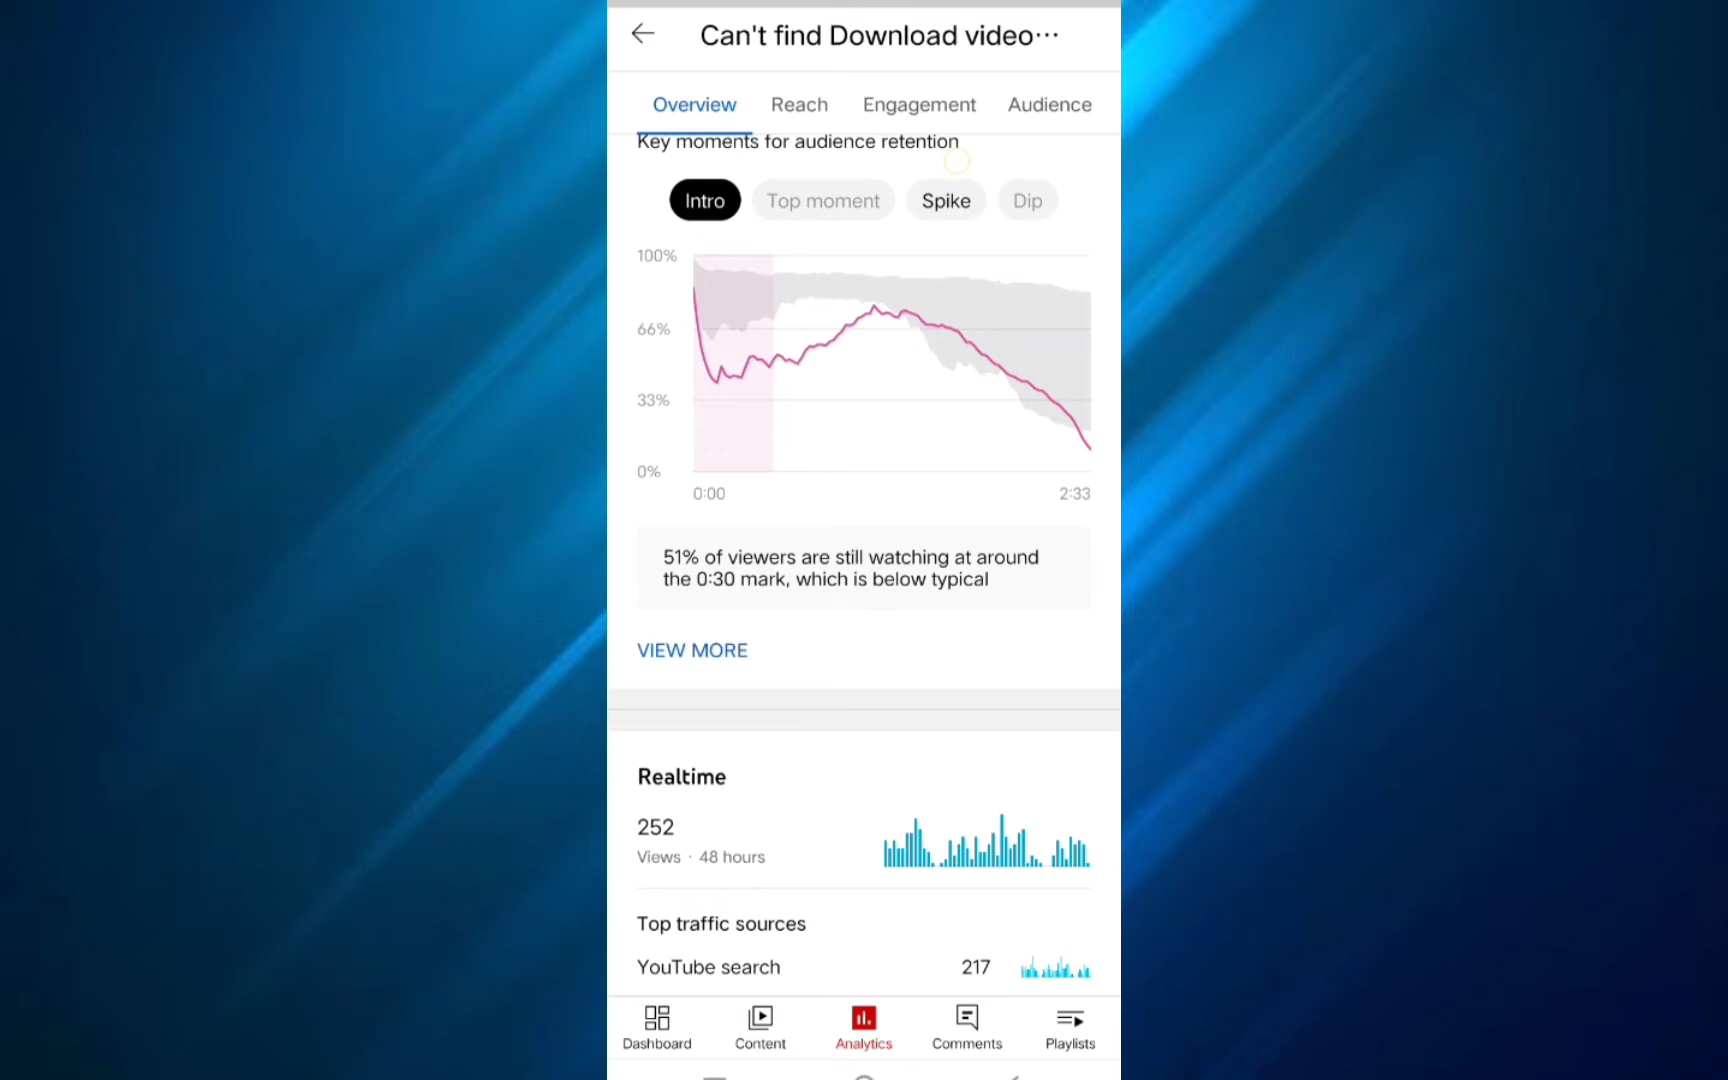 Can't find Download video···
Overview Reach Engagement Audience
Key moments for audience retention
Intro Top moment Spike Dip
100%
66%
33%
0%
0:00 2:33
51% of viewers are still watching at around
the 0:30 mark, which is below typical
VIEW MORE
Realtime
252
Views · 48 hours
Top traffic sources
YouTube search 217
Dashboard Content Analytics Comments Playlists